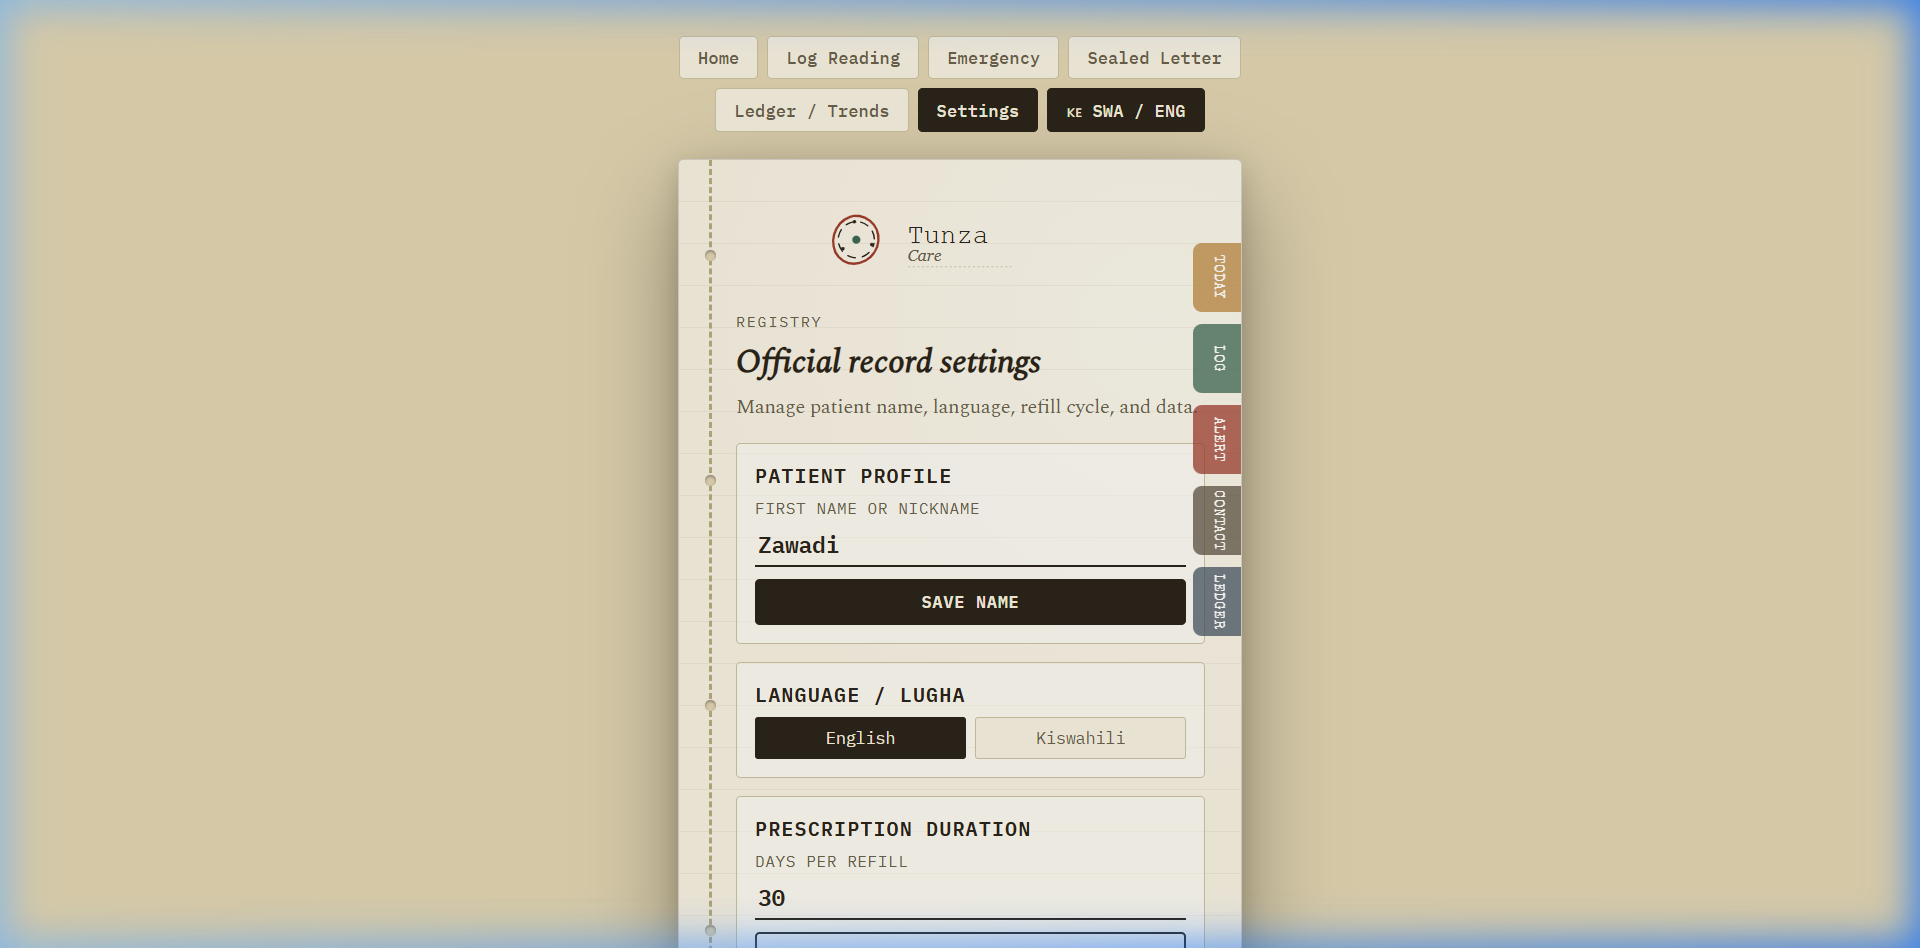 Home Log Reading Emergency Sealed Letter
Ledger / Trends Settings KE SWA / ENG
Tunza
Care
TODAY
REGISTRY
LOG
Official record settings
Manage patient name, language, refill cycle, and data.
ALERT
PATIENT PROFILE
FIRST NAME OR NICKNAME
CONTACT
Zawadi
SAVE NAME
LEDGER
LANGUAGE / LUGHA
English Kiswahili
PRESCRIPTION DURATION
DAYS PER REFILL
30